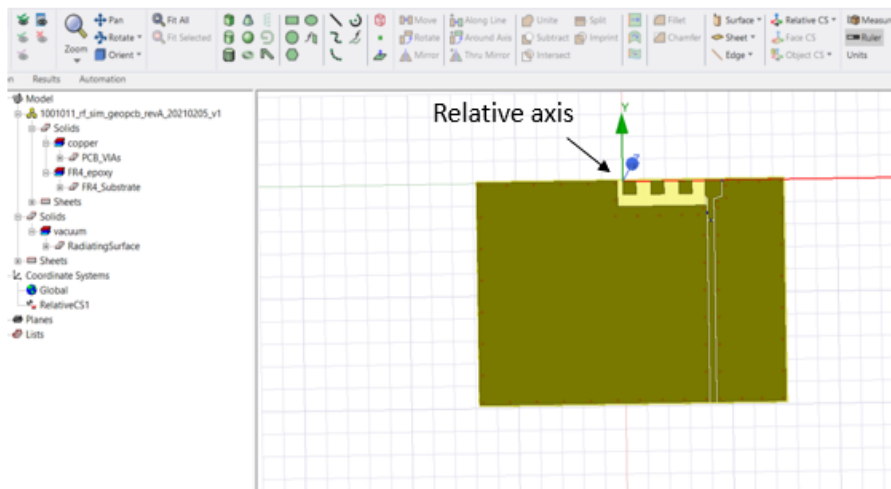 Pan
Fit All
Move
Along Line
Unite
Split
Fillet
Surface
Relative CS
Measure
Zoom
Rotate
Fit Selected
Rotate
Around Axis
Subtract
Imprint
Chamfer
Sheet
Face CS
Ruler
Orient
Mirror
Thru Mirror
Intersect
Edge
Object CS
Units
Results Automation
Model
1001011_rf_sim_geopcb_revA_20210205_v1
Solids
copper
PCB_VIAs
FR4_epoxy
FR4_Substrate
Sheets
Solids
vacuum
RadiatingSurface
Sheets
Coordinate Systems
Global
RelativeCS1
Planes
Lists
Relative axis
Y
Z